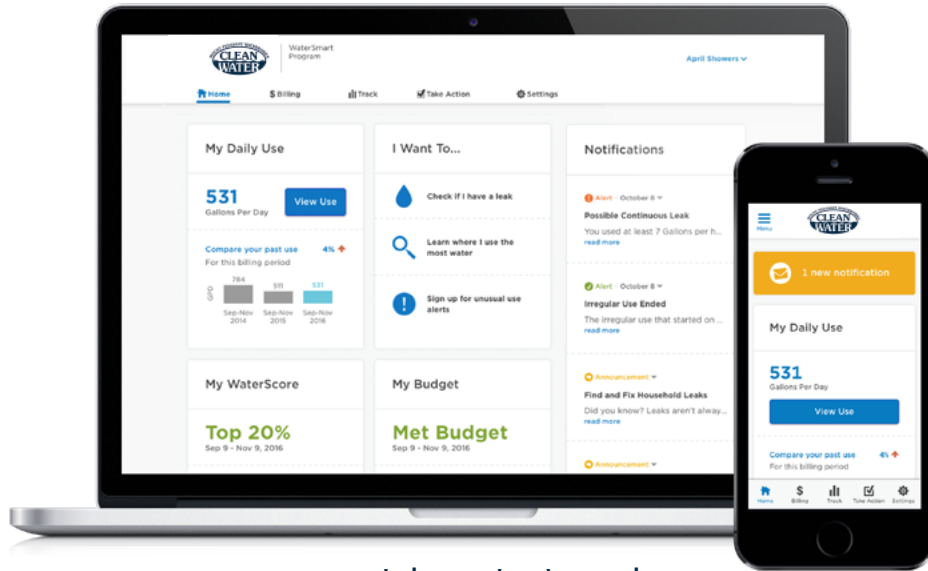 CLEAN
WATER
WaterSmart
Program
April Showers
Home
$ Billing
Track
Take Action
Settings
My Daily Use
531
Gallons Per Day
View Use
Compare your past use 4%
For this billing period
GPD
784
511
531
Sep-Nov
2014
Sep-Nov
2015
Sep-Nov
2016
I Want To...
Check if I have a leak
Learn where I use the
most water
Sign up for unusual use
alerts
Notifications
Alert - October 8
Possible Continuous Leak
You used at least 7 Gallons per h...
read more
Alert - October 8
Irregular Use Ended
The irregular use that started on ...
read more
Announcement
Find and Fix Household Leaks
Did you know? Leaks aren't alway...
read more
Announcement
My WaterScore
Top 20%
Sep 9 - Nov 9, 2016
My Budget
Met Budget
Sep 9 - Nov 9, 2016
Menu
CLEAN
WATER
1 new notification
My Daily Use
531
Gallons Per Day
View Use
Compare your past use 4%
For this billing period
Home
$
Billing
Track
Take Action
Settings